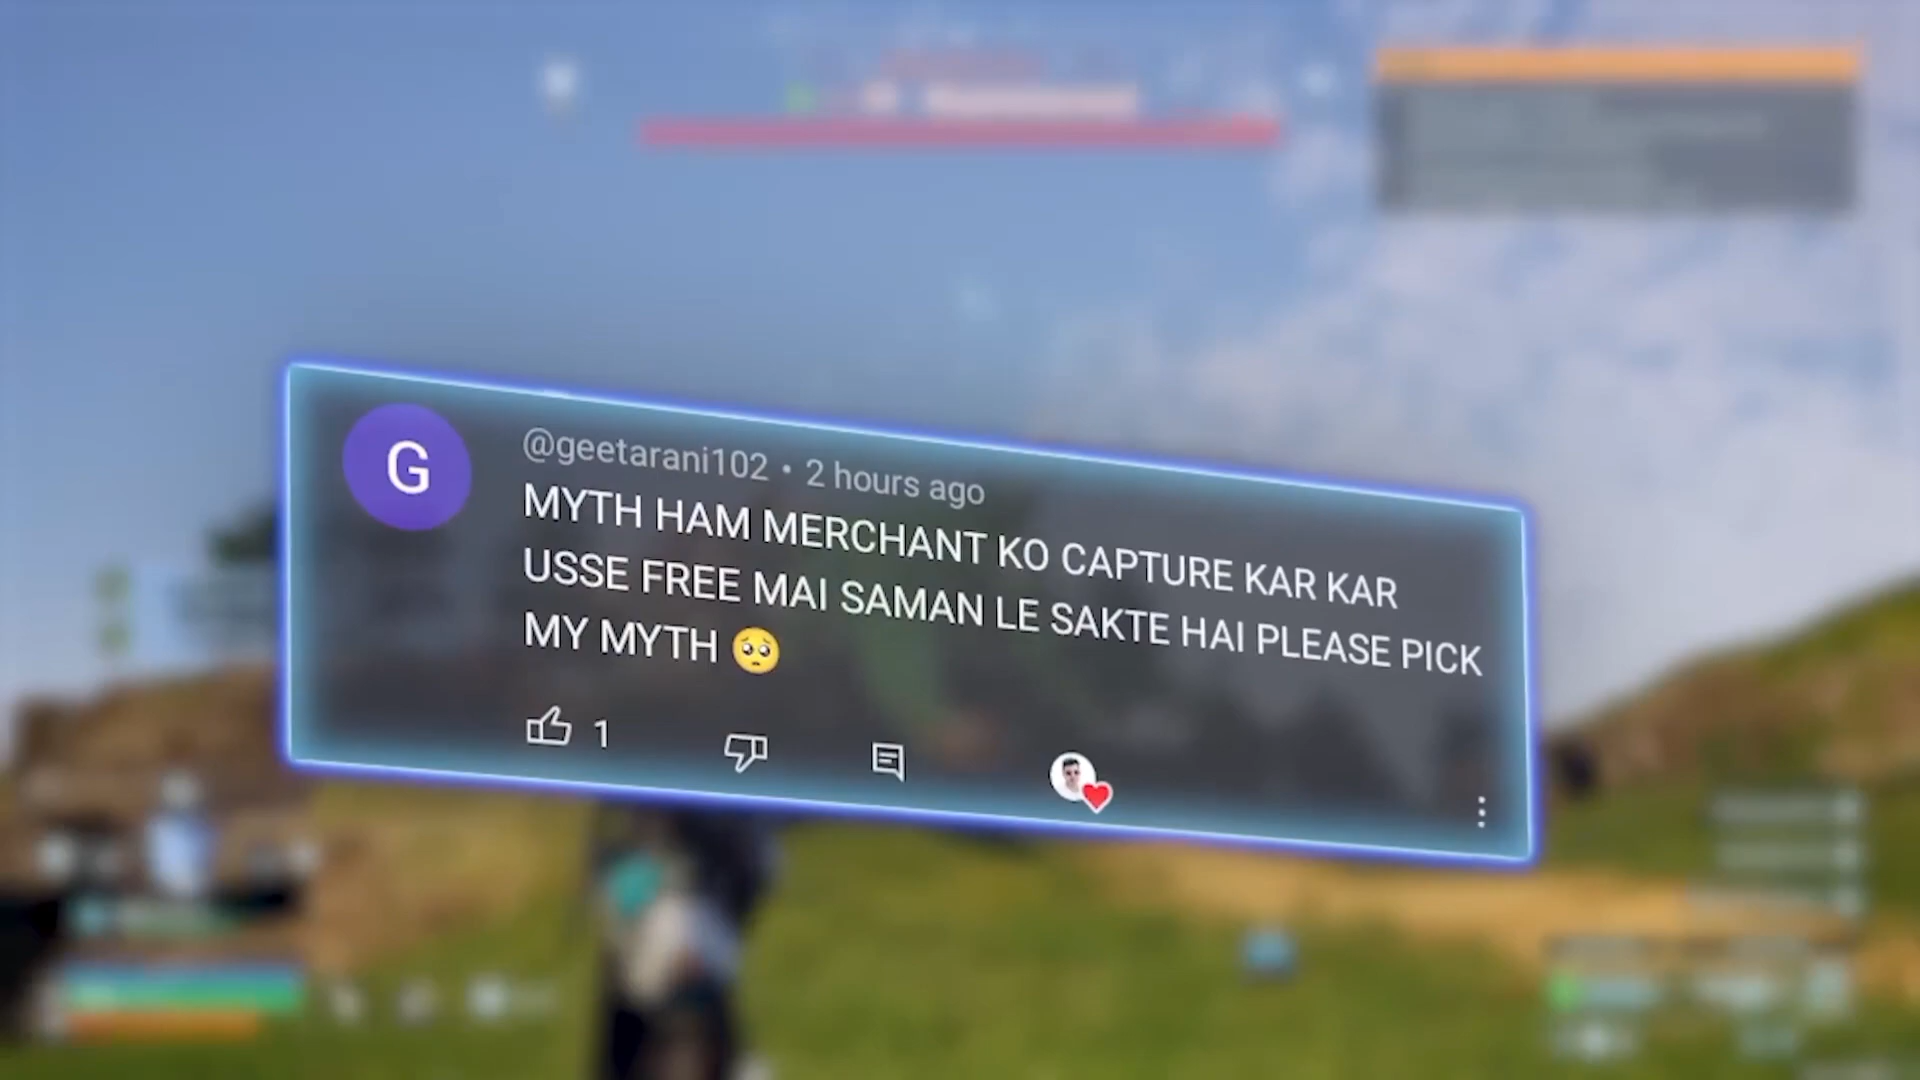 G
@geetarani102 • 2 hours ago
MYTH HAM MERCHANT KO CAPTURE KAR KAR
USSE FREE MAI SAMAN LE SAKTE HAI PLEASE PICK
MY MYTH 🥺
1